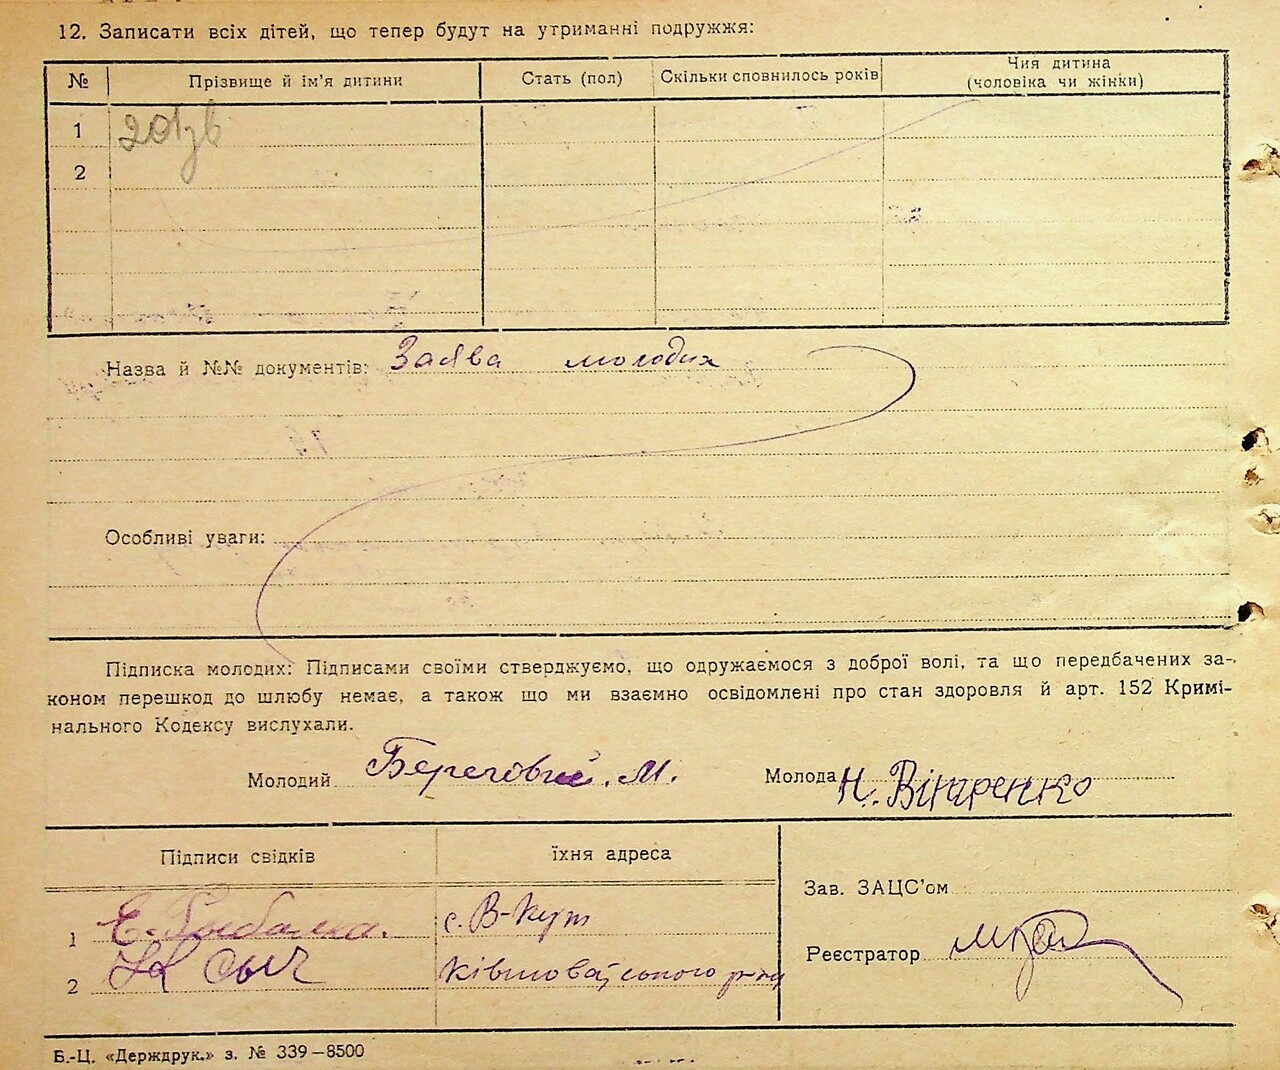 12. Записати всіх дітей, що тепер будут на утриманні подружжя:
№ Прізвище й ім'я дитини Стать (пол) Скільки сповнилось років Чия дитина (чоловіка чи жінки)
1
2
Назва й №№ документів: Заява молодих
Особливі уваги:
Підписка молодих: Підписами своїми стверджуємо, що одружаємося з доброї волі, та що передбачених за-
коном перешкод до шлюбу немає, а також що ми взаємно освідомлені про стан здоровля й арт. 152 Кримі-
нального Кодексу вислухали.
Молодий Береговий. М. Молода Н. Вінаренко
Підписи свідків їхня адреса
Зав. ЗАЦС'ом
1 Е. Рыбалка. с. В-Кут
Реєстратор
2 Сыч
Б.-Ц. «Держдрук.» з. № 339–8500